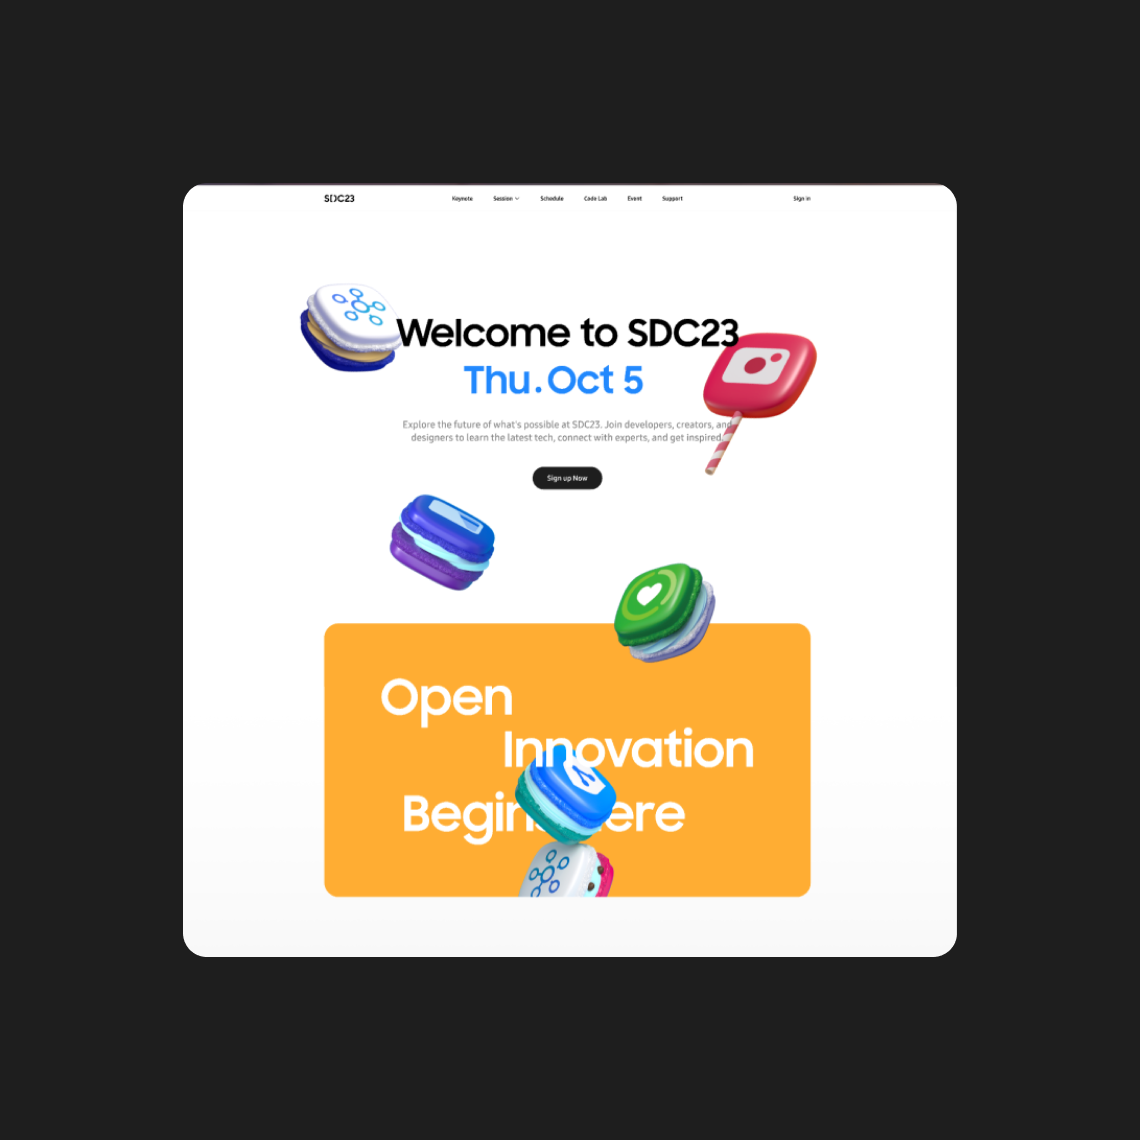 SDC23
Keynote Session Schedule Code Lab Event Support Sign in
Welcome to SDC23
Thu. Oct 5
Explore the future of what's possible at SDC23. Join developers, creators, and
designers to learn the latest tech, connect with experts, and get inspired.
Sign up Now
Open
Innovation
Begins Here